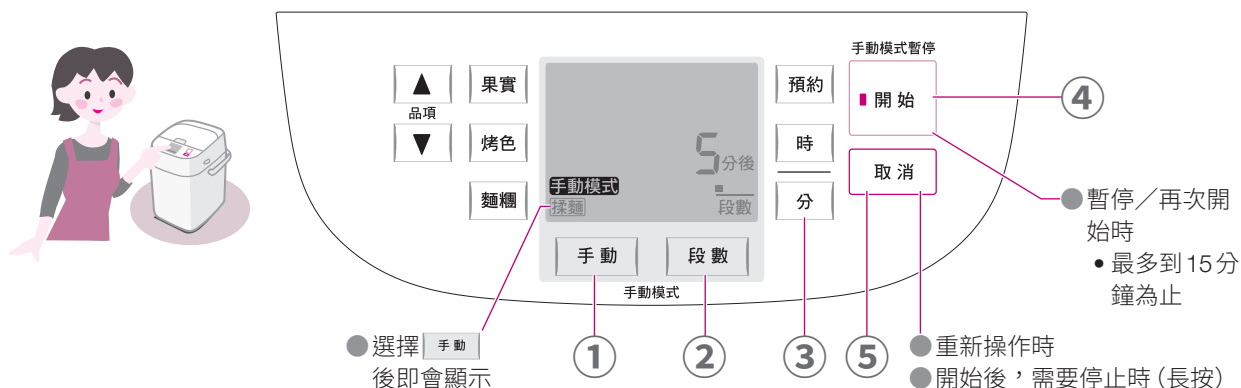 手動模式暫停
▲ 果實 預約 開始 ④
品項
▼ 烤色 5分後 時 取消
手動模式
揉麵 段數
麵糰 分
手動 段數
手動模式
●暫停／再次開
始時
•最多到15分
鐘為止
●選擇 手動
後即會顯示
① ② ③ ⑤
●重新操作時
●開始後，需要停止時（長按）